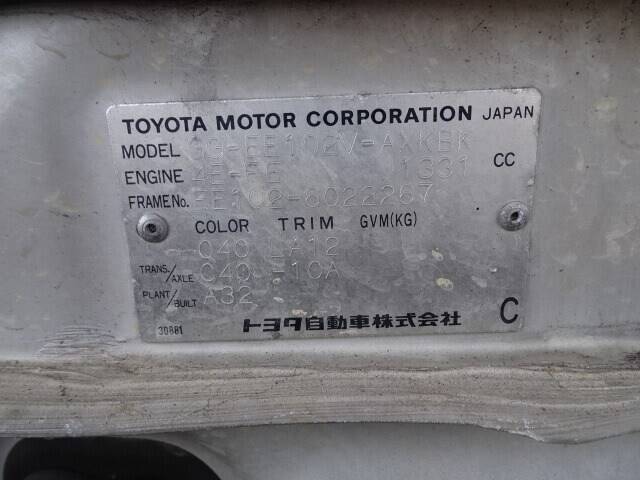 TOYOTA MOTOR CORPORATION JAPAN
MODEL GG-EE102V-AXKBK
ENGINE 4E-FE 1331 CC
FRAME No. EE102-6022267
COLOR TRIM GVM(KG)
040 LA12
TRANS./AXLE C40 E10A
PLANT/BUILT A32
30881 トヨタ自動車株式会社 C